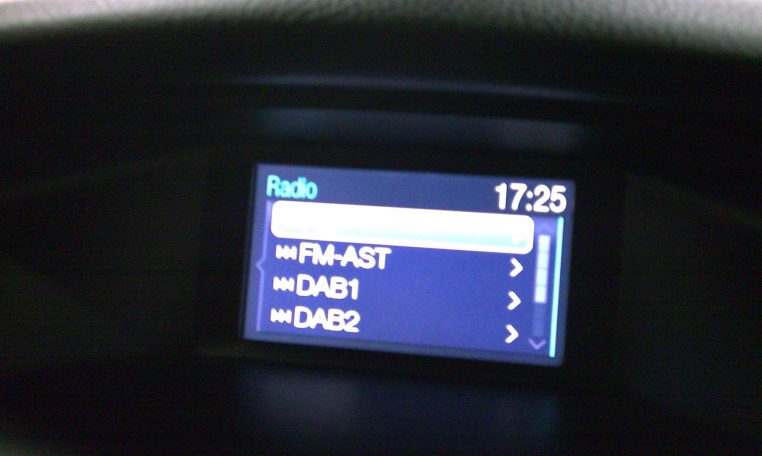 Radio
17:25
FM-AST
DAB1
DAB2